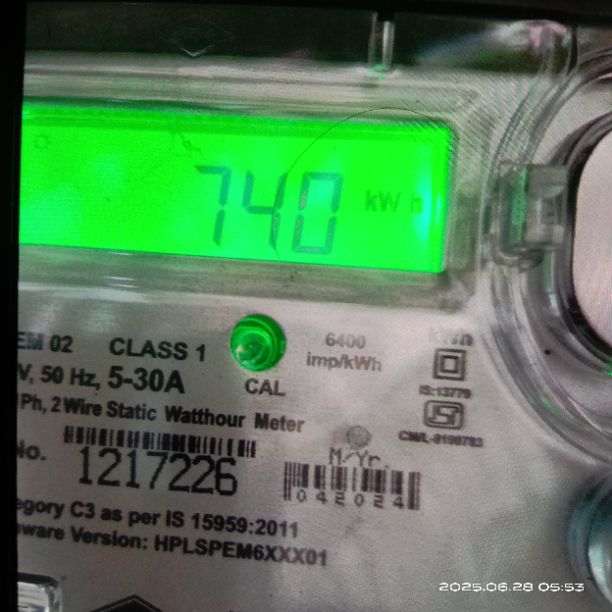 740 kWh
EM 02 CLASS 1
6400
imp/kWh
V, 50 Hz, 5-30A
CAL
IS:13779
Ph, 2 Wire Static Watthour Meter
No. 1217226
M/Yr.
042024
egory C3 as per IS 15959:2011
ware Version: HPLSPEM6XXX01
2025.06.28 05:53